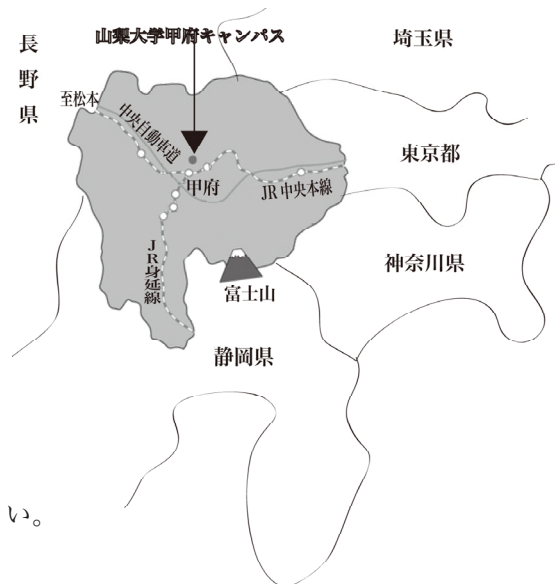 長野県
山梨大学甲府キャンパス
埼玉県
至松本
中央自動車道
東京都
甲府
JR中央本線
神奈川県
JR身延線
富士山
静岡県
い。